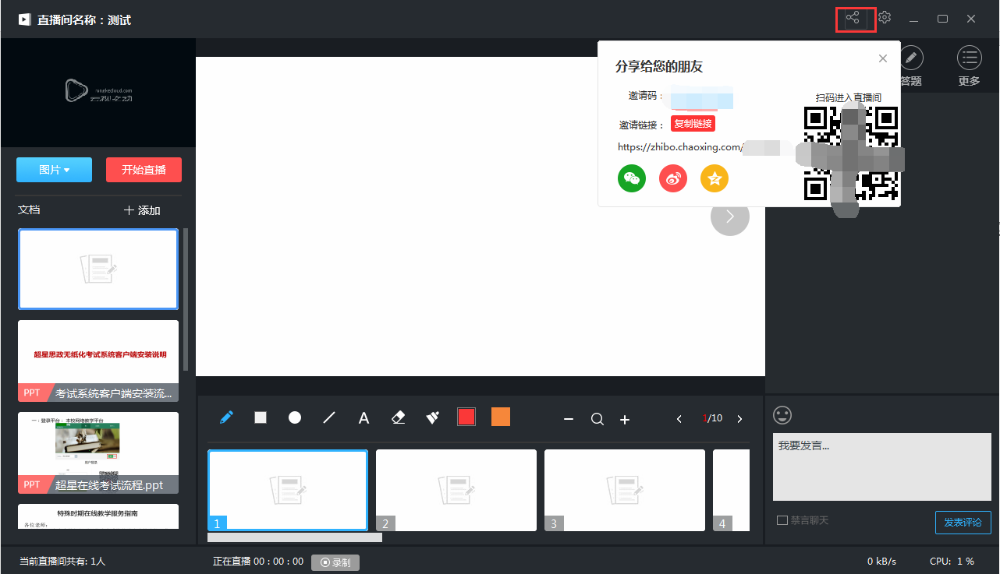 直播间名称：测试
分享给您的朋友
邀请码：
扫码进入直播间
邀请链接：
复制链接
https://zhibo.chaoxing.com/
答题
更多
图片
开始直播
文档
添加
超星思政无纸化考试系统客户端安装说明
PPT
考试系统客户端安装流...
一：登录平台： 本校网络教学平台
用户登录
PPT
超星在线考试流程.ppt
特殊时期在线教学服务指南
各位老师：
A
1/10
1
2
3
4
我要发言...
禁言聊天
发表评论
当前直播间共有: 1人
正在直播 00 : 00 : 00
录制
0 kB/s
CPU: 1 %